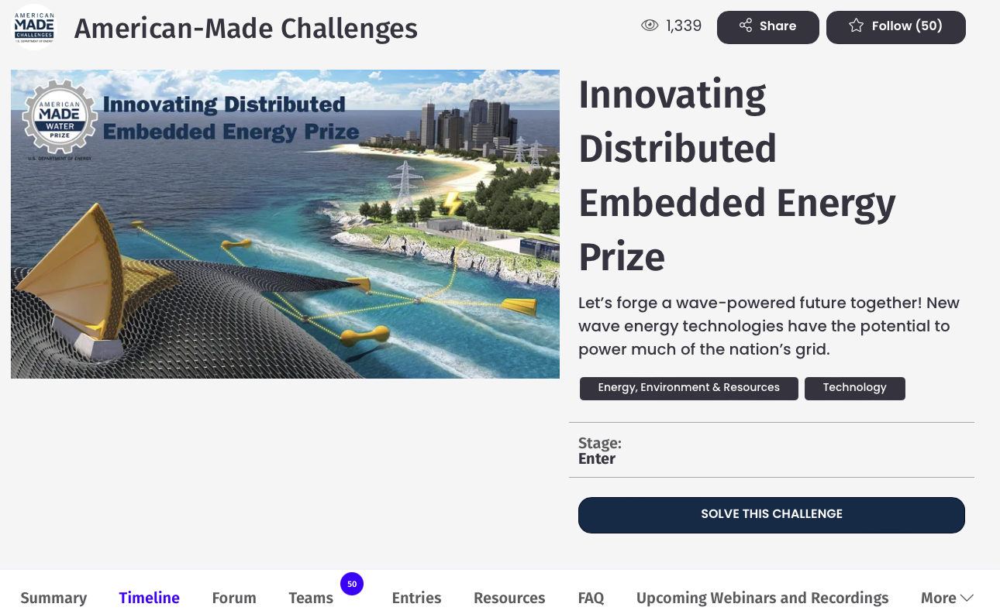 AMERICAN
MADE
CHALLENGES
U.S. DEPARTMENT OF ENERGY
American-Made Challenges
1,339
Share
Follow (50)
AMERICAN
MADE
WATER
PRIZE
U.S. DEPARTMENT OF ENERGY
Innovating Distributed
Embedded Energy Prize
Innovating
Distributed
Embedded Energy
Prize
Let’s forge a wave-powered future together! New
wave energy technologies have the potential to
power much of the nation’s grid.
Energy, Environment & Resources
Technology
Stage:
Enter
SOLVE THIS CHALLENGE
Summary
Timeline
Forum
Teams
50
Entries
Resources
FAQ
Upcoming Webinars and Recordings
More